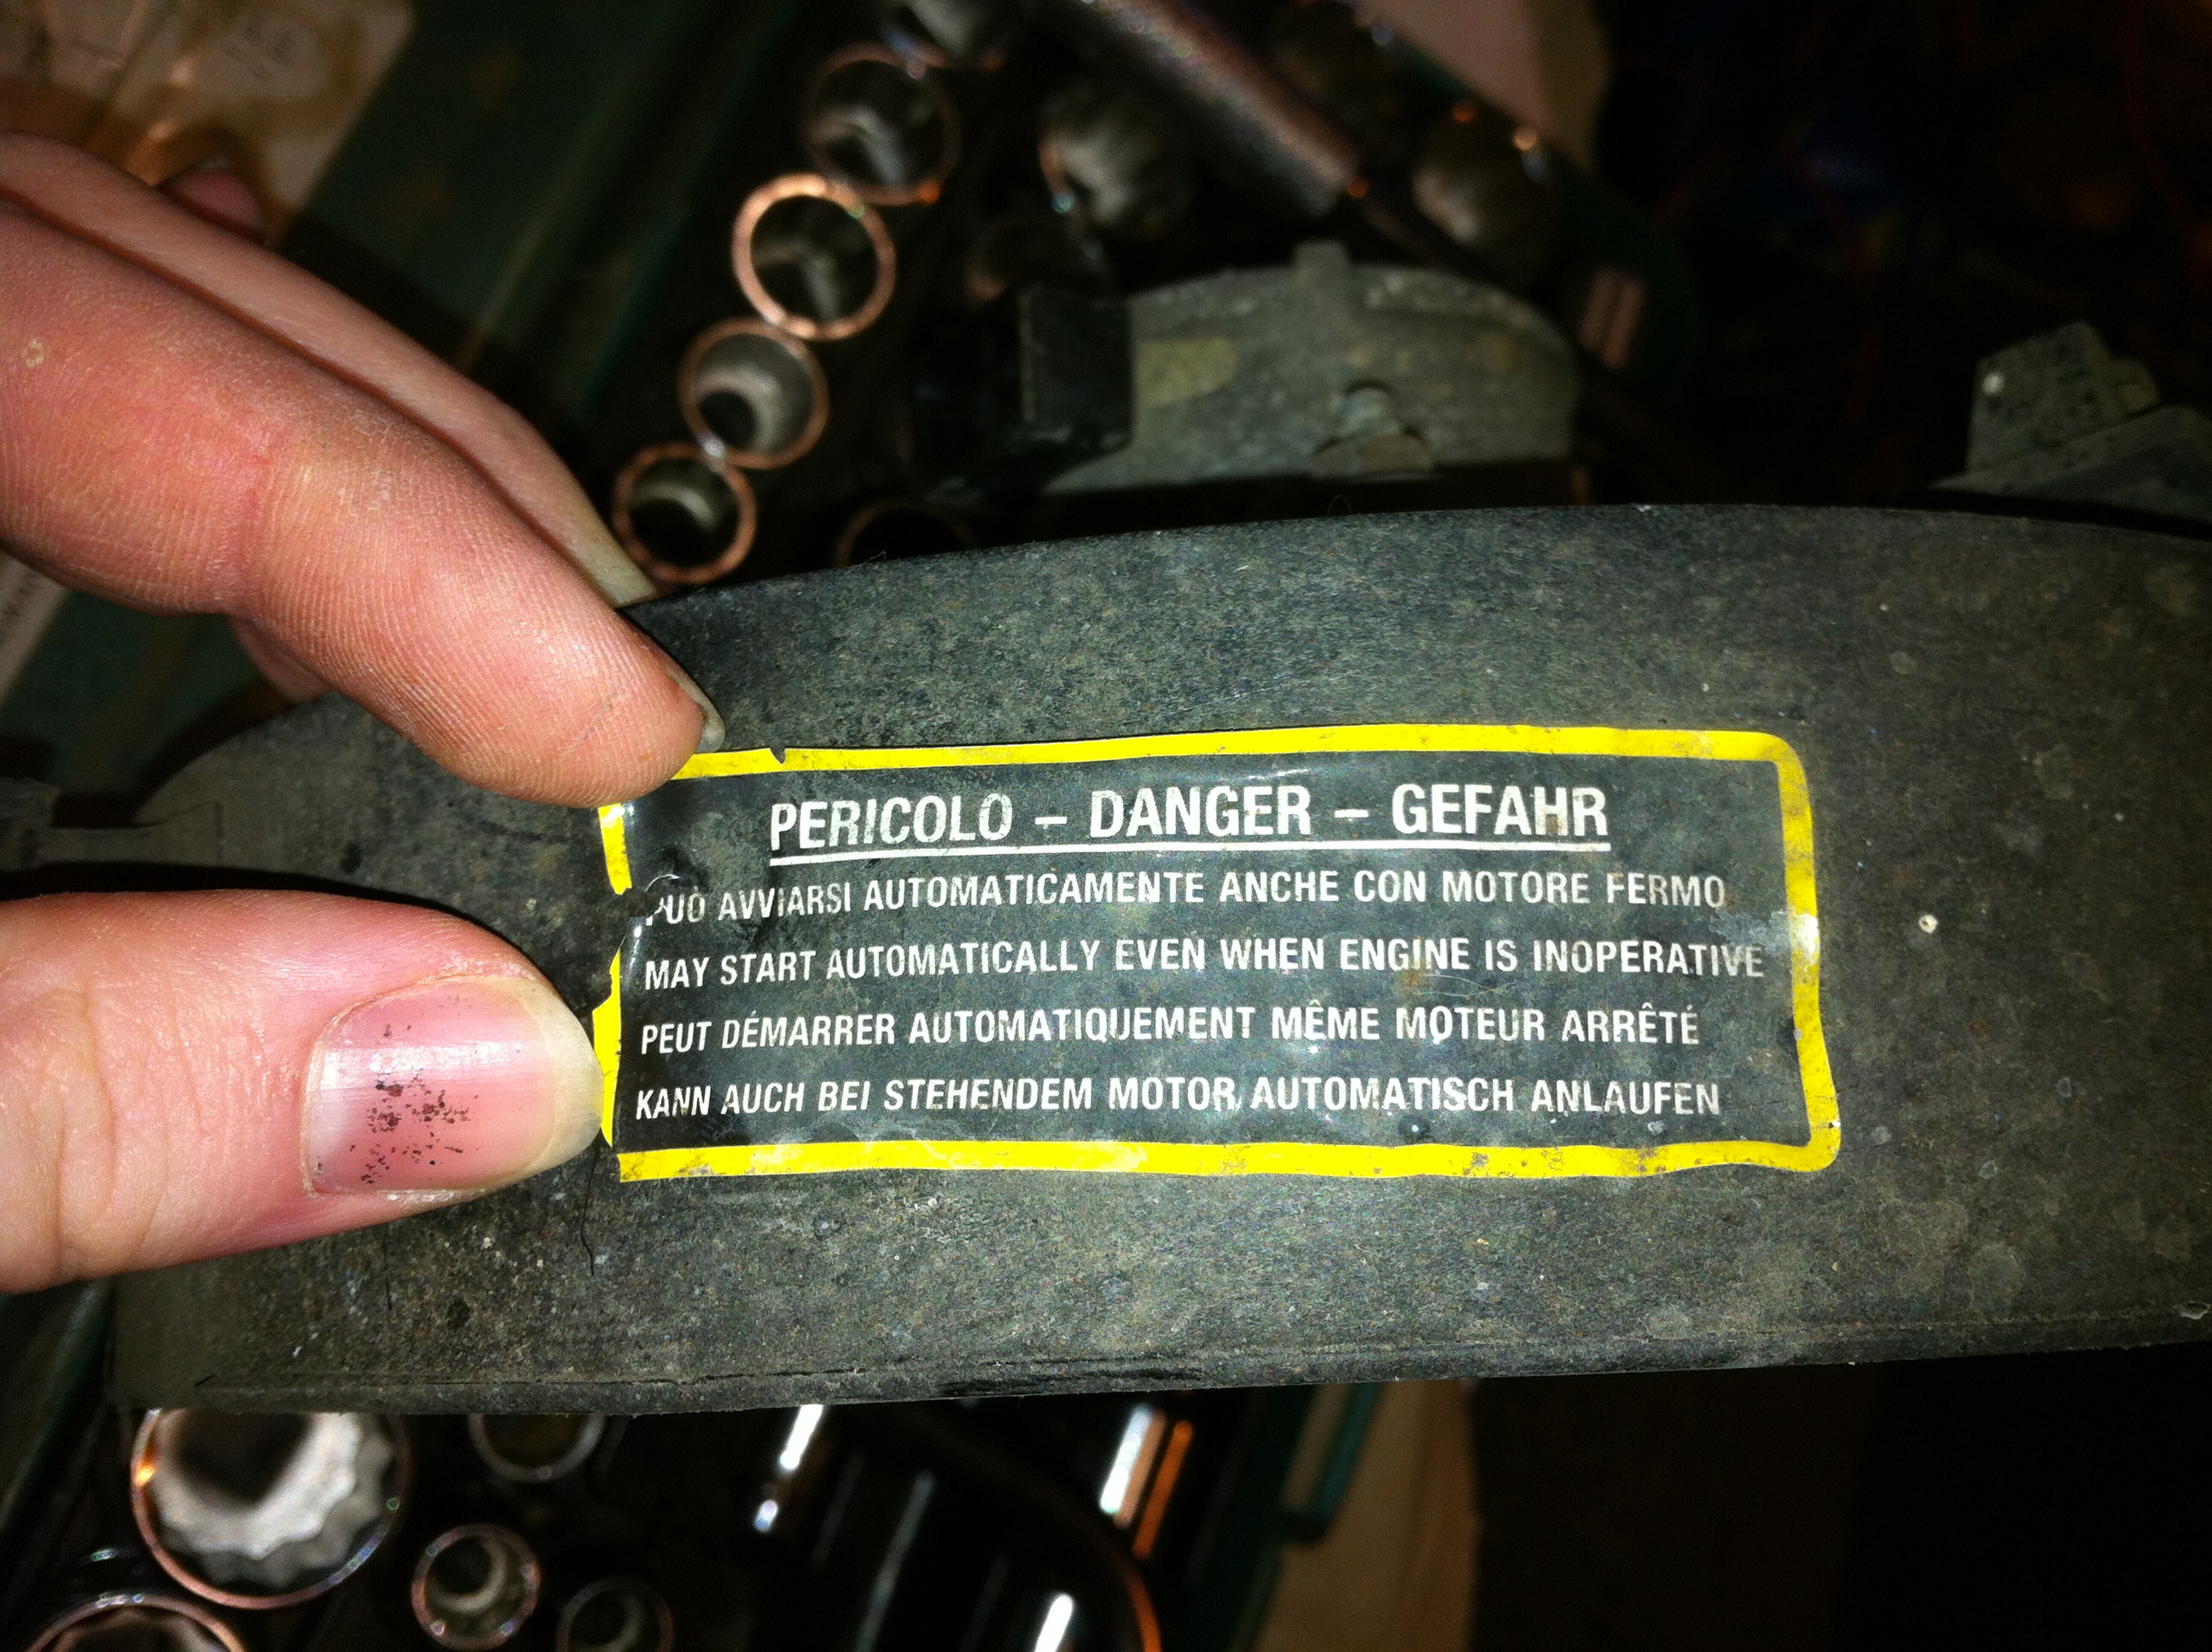 PERICOLO – DANGER – GEFAHR
PUO AVVIARSI AUTOMATICAMENTE ANCHE CON MOTORE FERMO
MAY START AUTOMATICALLY EVEN WHEN ENGINE IS INOPERATIVE
PEUT DÉMARRER AUTOMATIQUEMENT MÊME MOTEUR ARRÊTÉ
KANN AUCH BEI STEHENDEM MOTOR AUTOMATISCH ANLAUFEN